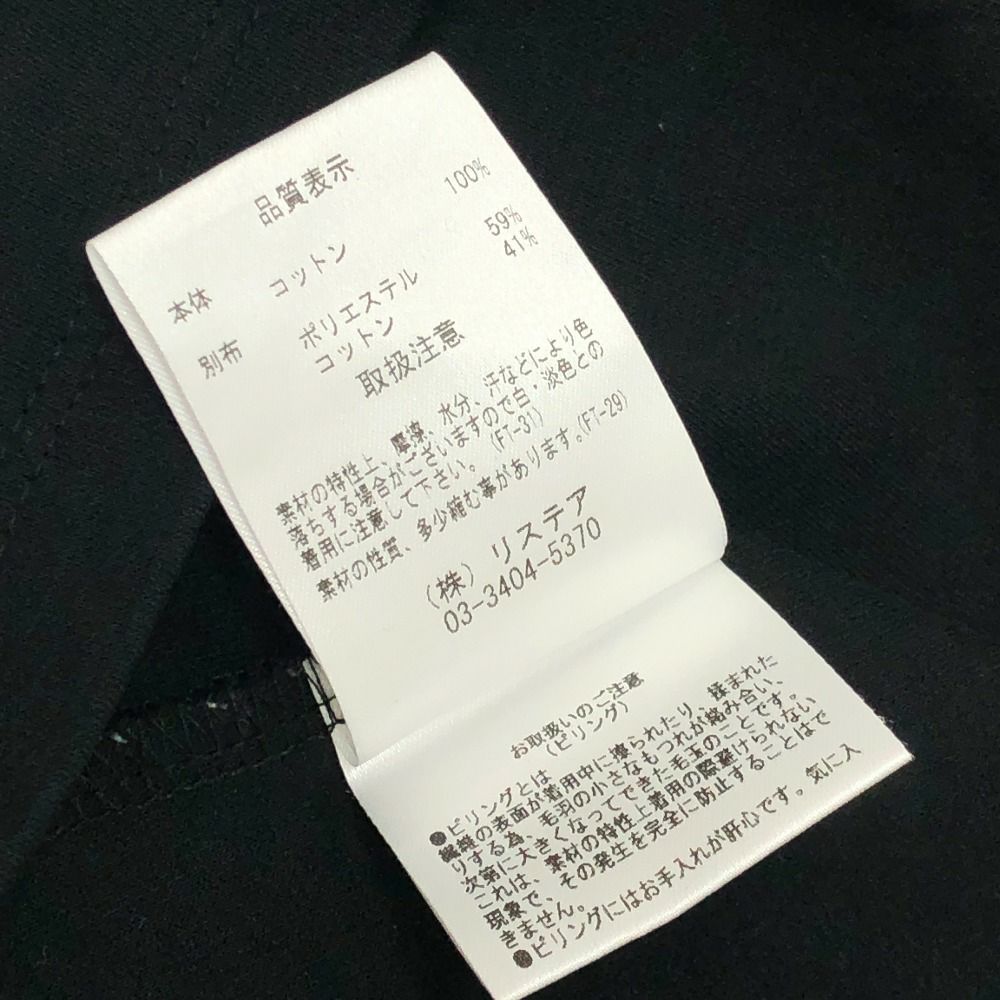 品質表示
本体 コットン 100%
別布 ポリエステル 59%
コットン 41%
取扱注意
素材の特性上、摩擦、水分、汗などにより色
落ちする場合がございますので白・淡色との
着用に注意して下さい。(FT-31)
素材の性質、多少縮む事があります。(FT-29)
(株) リステア
03-3404-5370
お取扱いのご注意
(ピリング)
●ピリングとは
繊維の表面が着用中に擦られたり、揉まれた
りする為、毛羽の小さなもつれが絡み合い、
次第に大きくなってできた毛玉のことです。
これは、素材の特性上着用の際避けられない
現象で、その発生を完全に防止することはで
きません。
●ピリングにはお手入れが肝心です。気に入